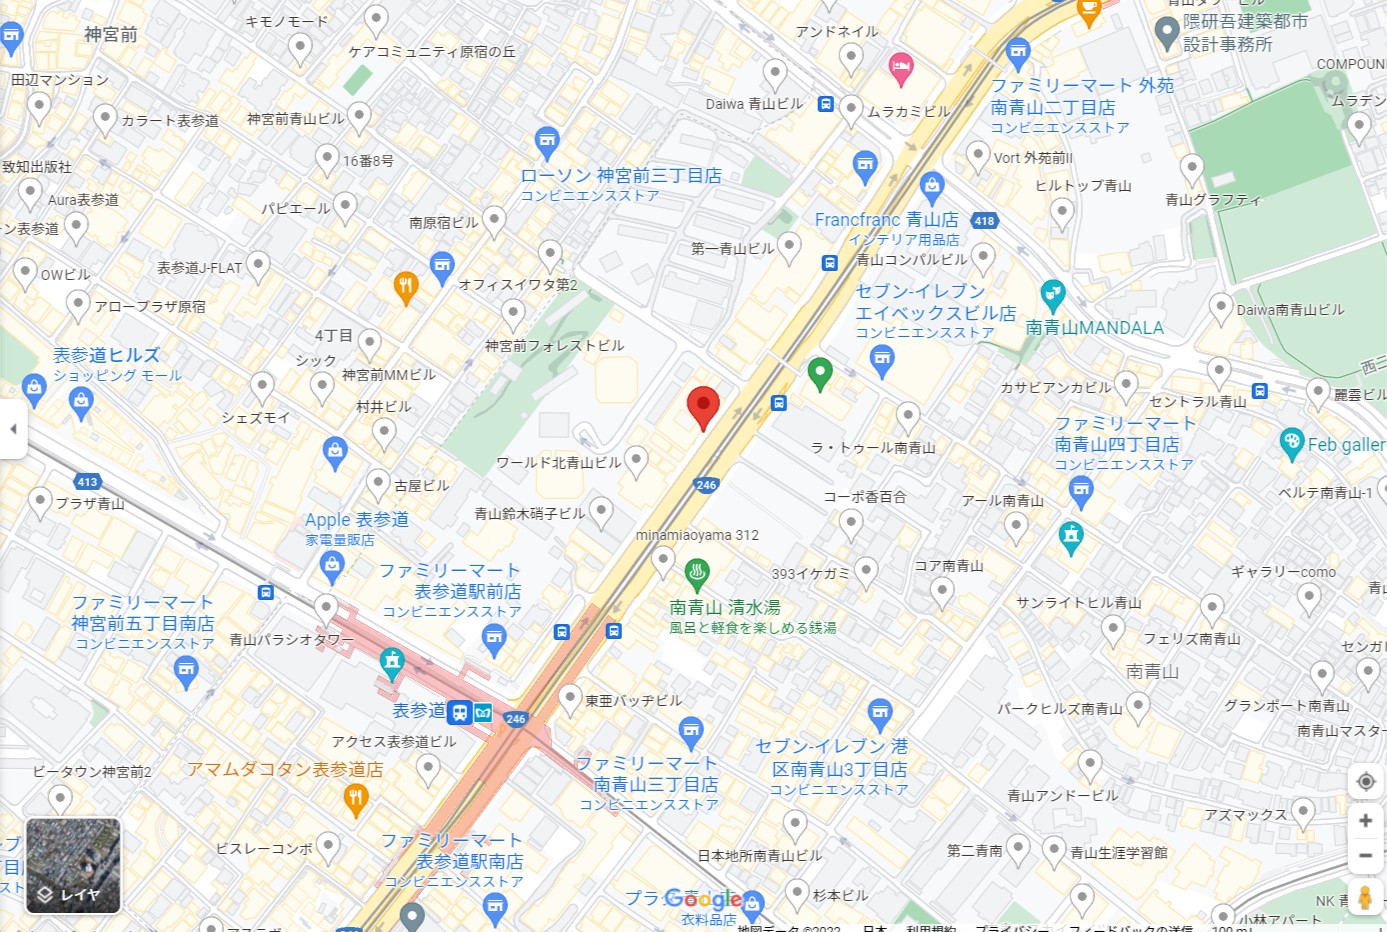 青山タワービル
キモノモード
神宮前
ケアコミュニティ原宿の丘
アンドネイル
隈研吾建築都市
設計事務所
COMPOUN
田辺マンション
カラート表参道
神宮前青山ビル
Daiwa 青山ビル
ムラカミビル
ファミリーマート 外苑
南青山二丁目店
コンビニエンスストア
ムラデン
致知出版社
16番8号
ローソン 神宮前三丁目店
コンビニエンスストア
Vort 外苑前II
ヒルトップ青山
青山グラフティ
Aura表参道
パピエール
南原宿ビル
Francfranc 青山店
インテリア用品店
418
ン表参道
第一青山ビル
青山コンパルビル
OWビル
表参道J-FLAT
オフィスイワタ第2
セブン-イレブン
エイベックスビル店
コンビニエンスストア
アロープラザ原宿
Daiwa南青山ビル
南青山MANDALA
4丁目
シック
神宮前フォレストビル
表参道ヒルズ
ショッピング モール
神宮前MMビル
西ニ
カサビアンカビル
セントラル青山
麗雲ビル
シェズモイ
村井ビル
ファミリーマート
南青山四丁目店
コンビニエンスストア
Feb galler
ラ・トゥール南青山
ワールド北青山ビル
413
古屋ビル
246
プラザ青山
コーポ香百合
アール南青山
ベルテ南青山-1
Apple 表参道
家電量販店
青山鈴木硝子ビル
minamiaoyama 312
ファミリーマート
表参道駅前店
コンビニエンスストア
393イケガミ
コア南青山
ギャラリーcomo
ファミリーマート
神宮前五丁目南店
コンビニエンスストア
南青山 清水湯
風呂と軽食を楽しめる銭湯
サンライトヒル青山
青山パラシオタワー
フェリズ南青山
センガ
南青山
表参道
246
東亜バッヂビル
パークヒルズ南青山
グランポート南青山
南青山マスター
アクセス表参道ビル
アマムダコタン表参道店
ビータウン神宮前2
ファミリーマート
南青山三丁目店
コンビニエンスストア
セブン-イレブン 港
区南青山3丁目店
コンビニエンスストア
青山アンドービル
アズマックス
ビスレーコンボ
ファミリーマート
表参道駅南店
コンビニエンスストア
日本地所南青山ビル
第二青南
青山生涯学習館
レイヤ
杉本ビル
Google
衣料品店
NK 青
小林アパート
地図データ ©2022
日本
利用規約
プライバシー
フィードバックの送信
100 m